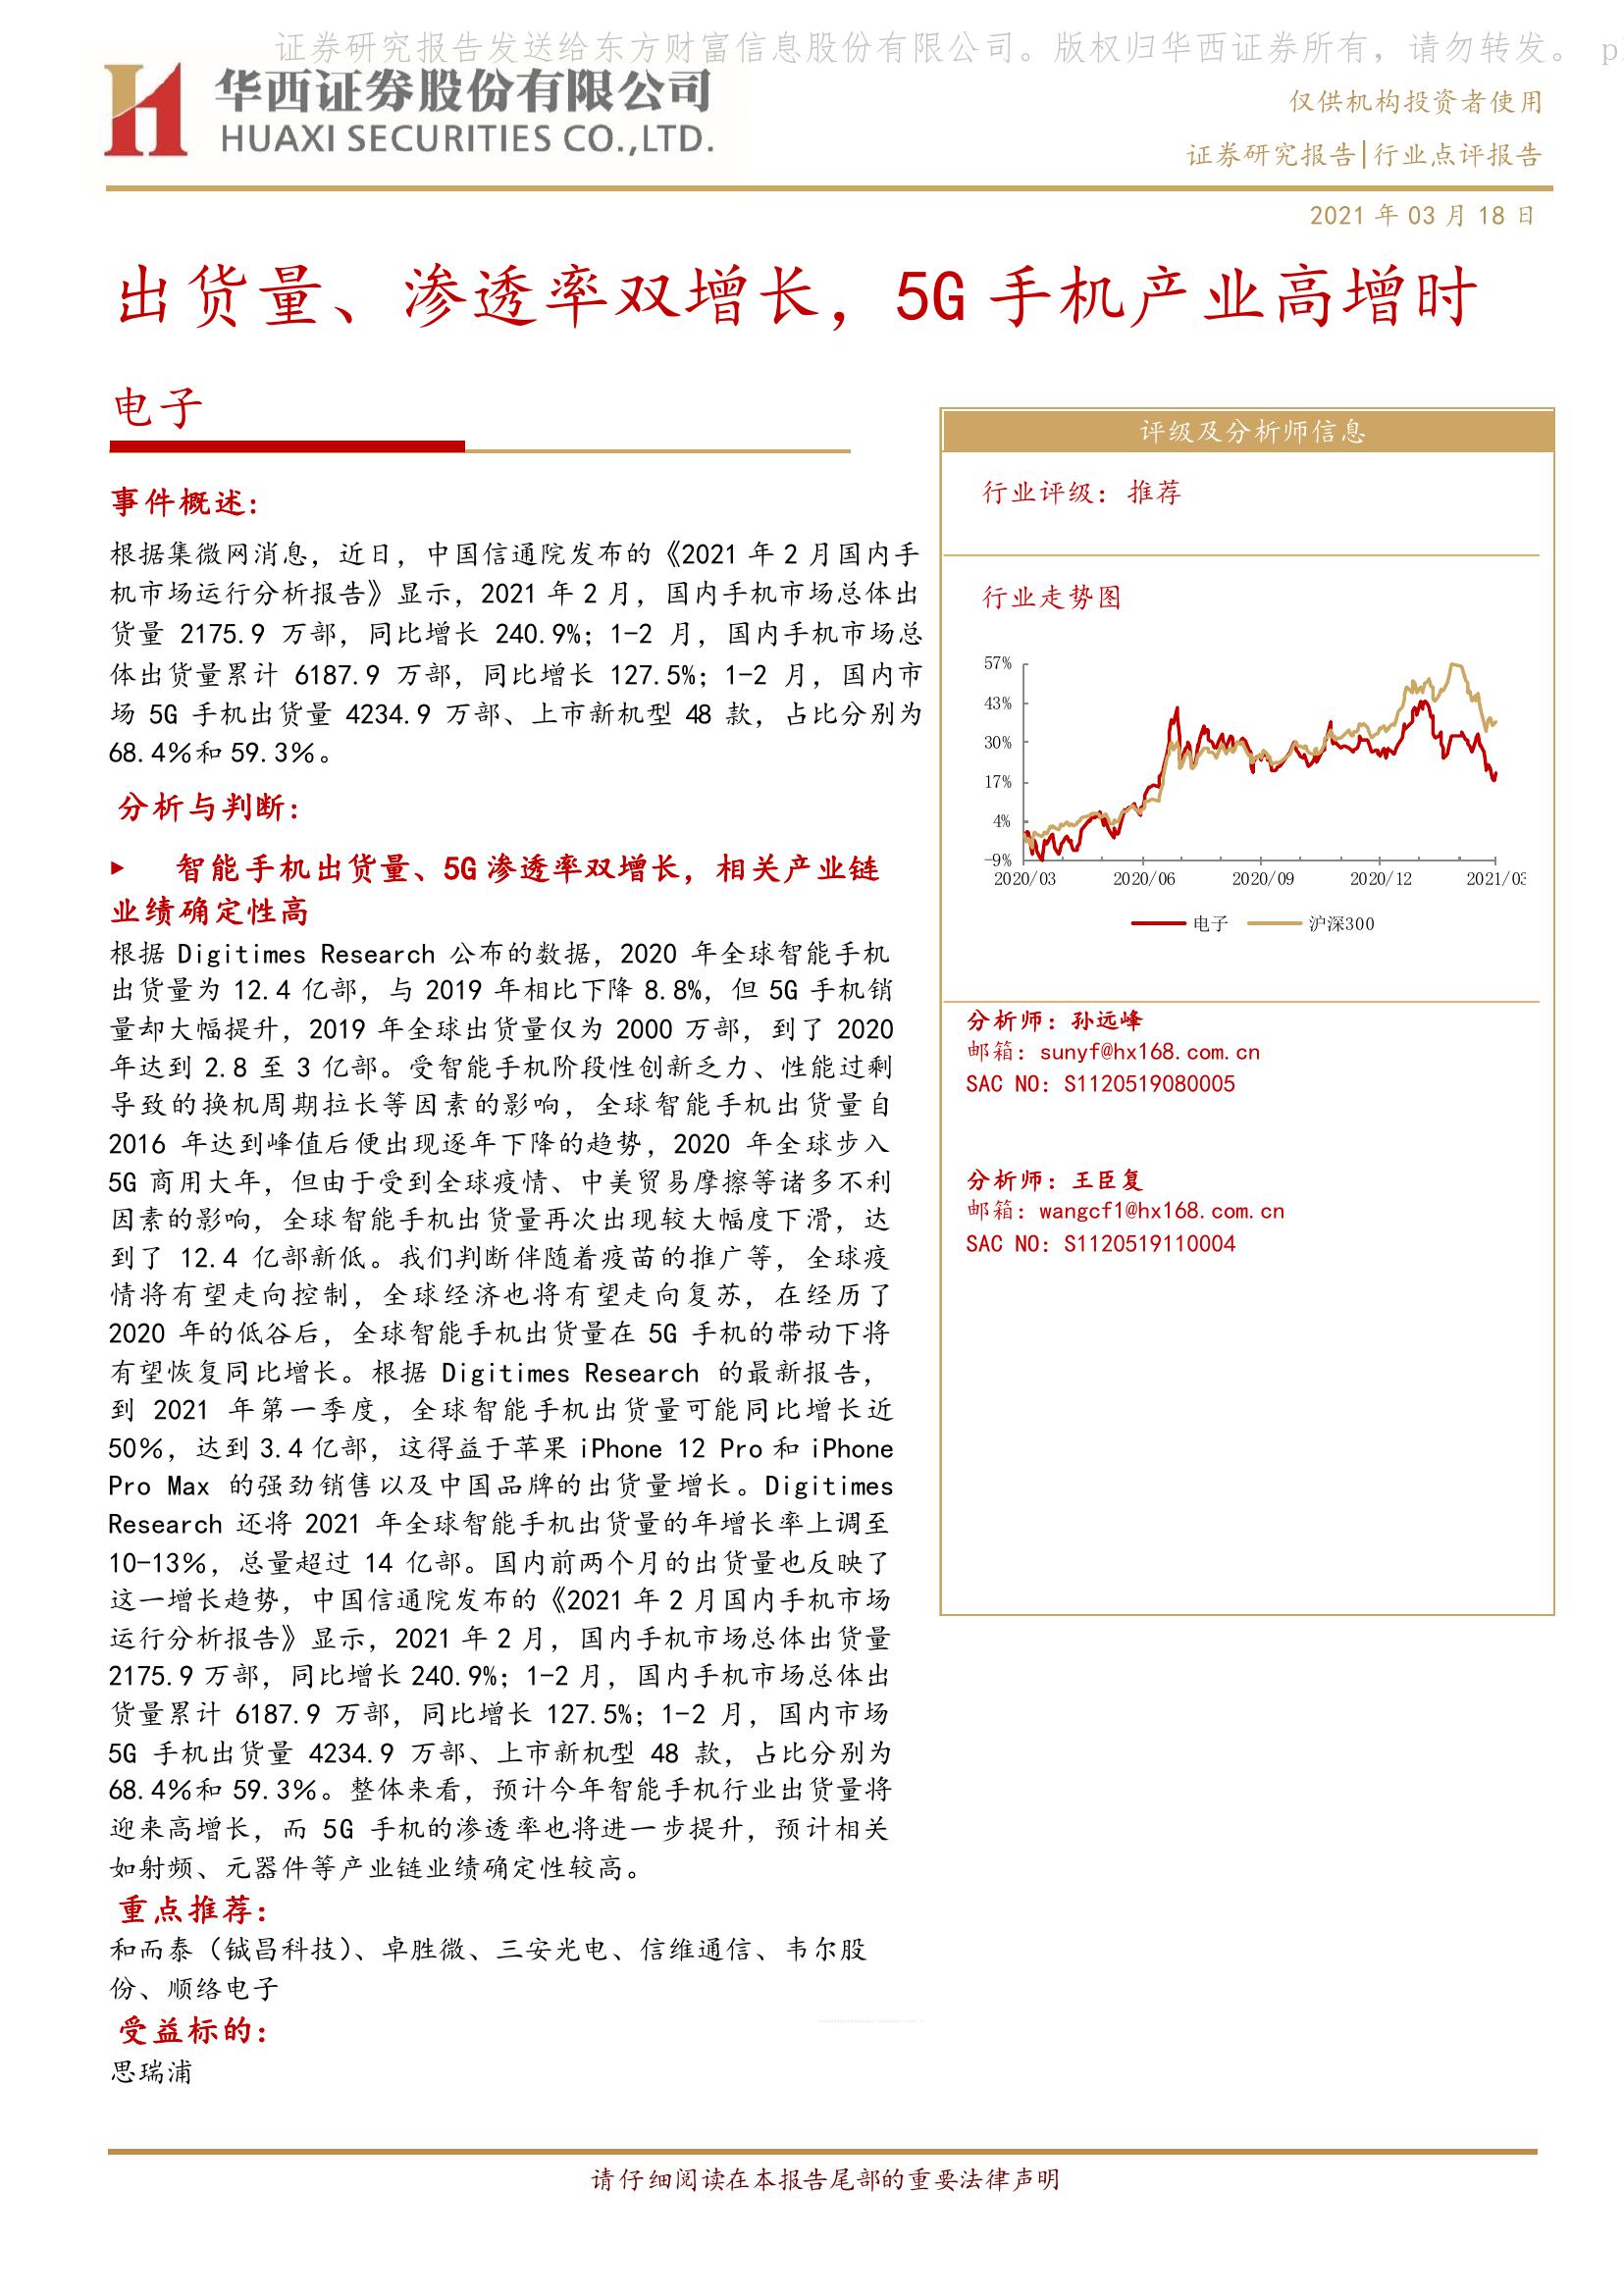 证券研究报告发送给东方财富信息股份有限公司。版权归华西证券所有，请勿转发。 p
华西证券股份有限公司
HUAXI SECURITIES CO.,LTD.
仅供机构投资者使用
证券研究报告|行业点评报告
2021 年 03 月 18 日
出货量、渗透率双增长，5G 手机产业高增时
电子
事件概述：
根据集微网消息，近日，中国信通院发布的《2021 年 2 月国内手
机市场运行分析报告》显示，2021 年 2 月，国内手机市场总体出
货量 2175.9 万部，同比增长 240.9%；1-2 月，国内手机市场总
体出货量累计 6187.9 万部，同比增长 127.5%；1-2 月，国内市
场 5G 手机出货量 4234.9 万部、上市新机型 48 款，占比分别为
68.4%和 59.3%。
分析与判断：
▶ 智能手机出货量、5G 渗透率双增长，相关产业链
业绩确定性高
根据 Digitimes Research 公布的数据，2020 年全球智能手机
出货量为 12.4 亿部，与 2019 年相比下降 8.8%，但 5G 手机销
量却大幅提升，2019 年全球出货量仅为 2000 万部，到了 2020
年达到 2.8 至 3 亿部。受智能手机阶段性创新乏力、性能过剩
导致的换机周期拉长等因素的影响，全球智能手机出货量自
2016 年达到峰值后便出现逐年下降的趋势，2020 年全球步入
5G 商用大年，但由于受到全球疫情、中美贸易摩擦等诸多不利
因素的影响，全球智能手机出货量再次出现较大幅度下滑，达
到了 12.4 亿部新低。我们判断伴随着疫苗的推广等，全球疫
情将有望走向控制，全球经济也将有望走向复苏，在经历了
2020 年的低谷后，全球智能手机出货量在 5G 手机的带动下将
有望恢复同比增长。根据 Digitimes Research 的最新报告，
到 2021 年第一季度，全球智能手机出货量可能同比增长近
50%，达到 3.4 亿部，这得益于苹果 iPhone 12 Pro 和 iPhone
Pro Max 的强劲销售以及中国品牌的出货量增长。Digitimes
Research 还将 2021 年全球智能手机出货量的年增长率上调至
10-13%，总量超过 14 亿部。国内前两个月的出货量也反映了
这一增长趋势，中国信通院发布的《2021 年 2 月国内手机市场
运行分析报告》显示，2021 年 2 月，国内手机市场总体出货量
2175.9 万部，同比增长 240.9%；1-2 月，国内手机市场总体出
货量累计 6187.9 万部，同比增长 127.5%；1-2 月，国内市场
5G 手机出货量 4234.9 万部、上市新机型 48 款，占比分别为
68.4%和 59.3%。整体来看，预计今年智能手机行业出货量将
迎来高增长，而 5G 手机的渗透率也将进一步提升，预计相关
如射频、元器件等产业链业绩确定性较高。
重点推荐：
和而泰（铖昌科技）、卓胜微、三安光电、信维通信、韦尔股
份、顺络电子
受益标的：
思瑞浦
评级及分析师信息
行业评级： 推荐
行业走势图
57%
43%
30%
17%
4%
-9%
2020/03 2020/06 2020/09 2020/12 2021/03
电子 沪深300
分析师：孙远峰
邮箱：sunyf@hx168.com.cn
SAC NO：S1120519080005
分析师：王臣复
邮箱：wangcf1@hx168.com.cn
SAC NO：S1120519110004
请仔细阅读在本报告尾部的重要法律声明